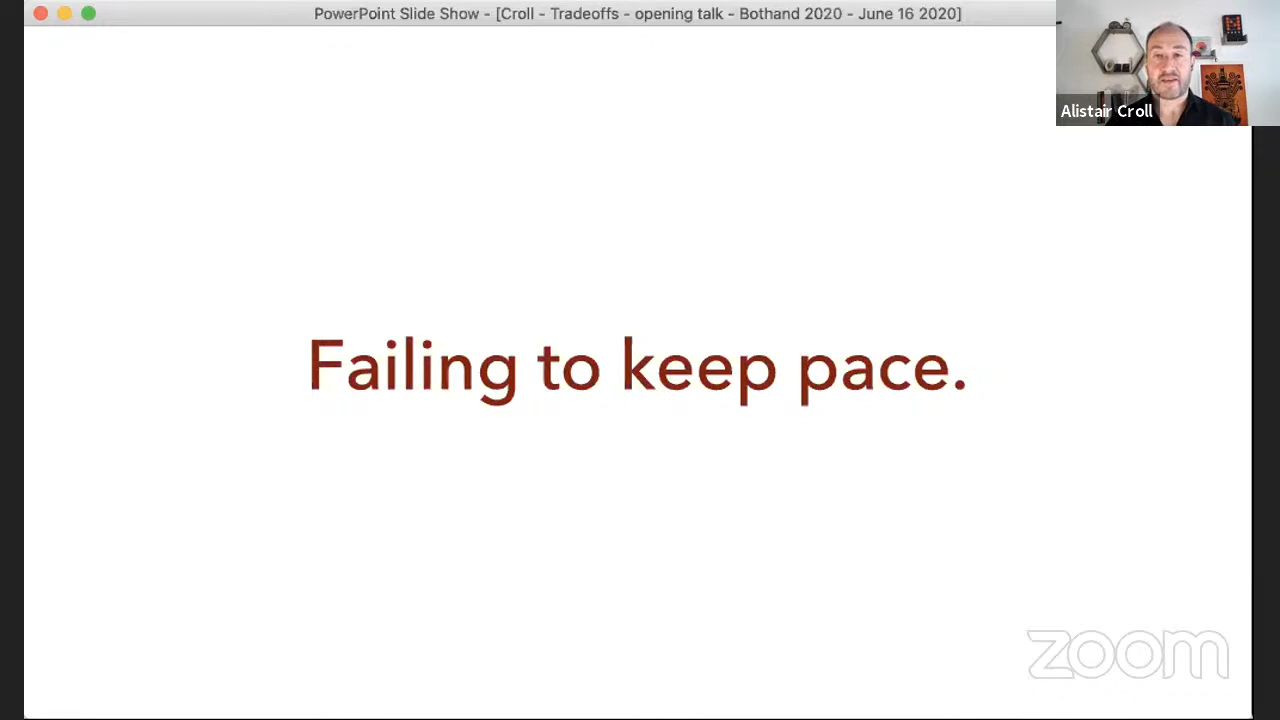 PowerPoint Slide Show - [Croll - Tradeoffs - opening talk - Bothand 2020 - June 16 2020]
Alistair Croll
Failing to keep pace.
zoom